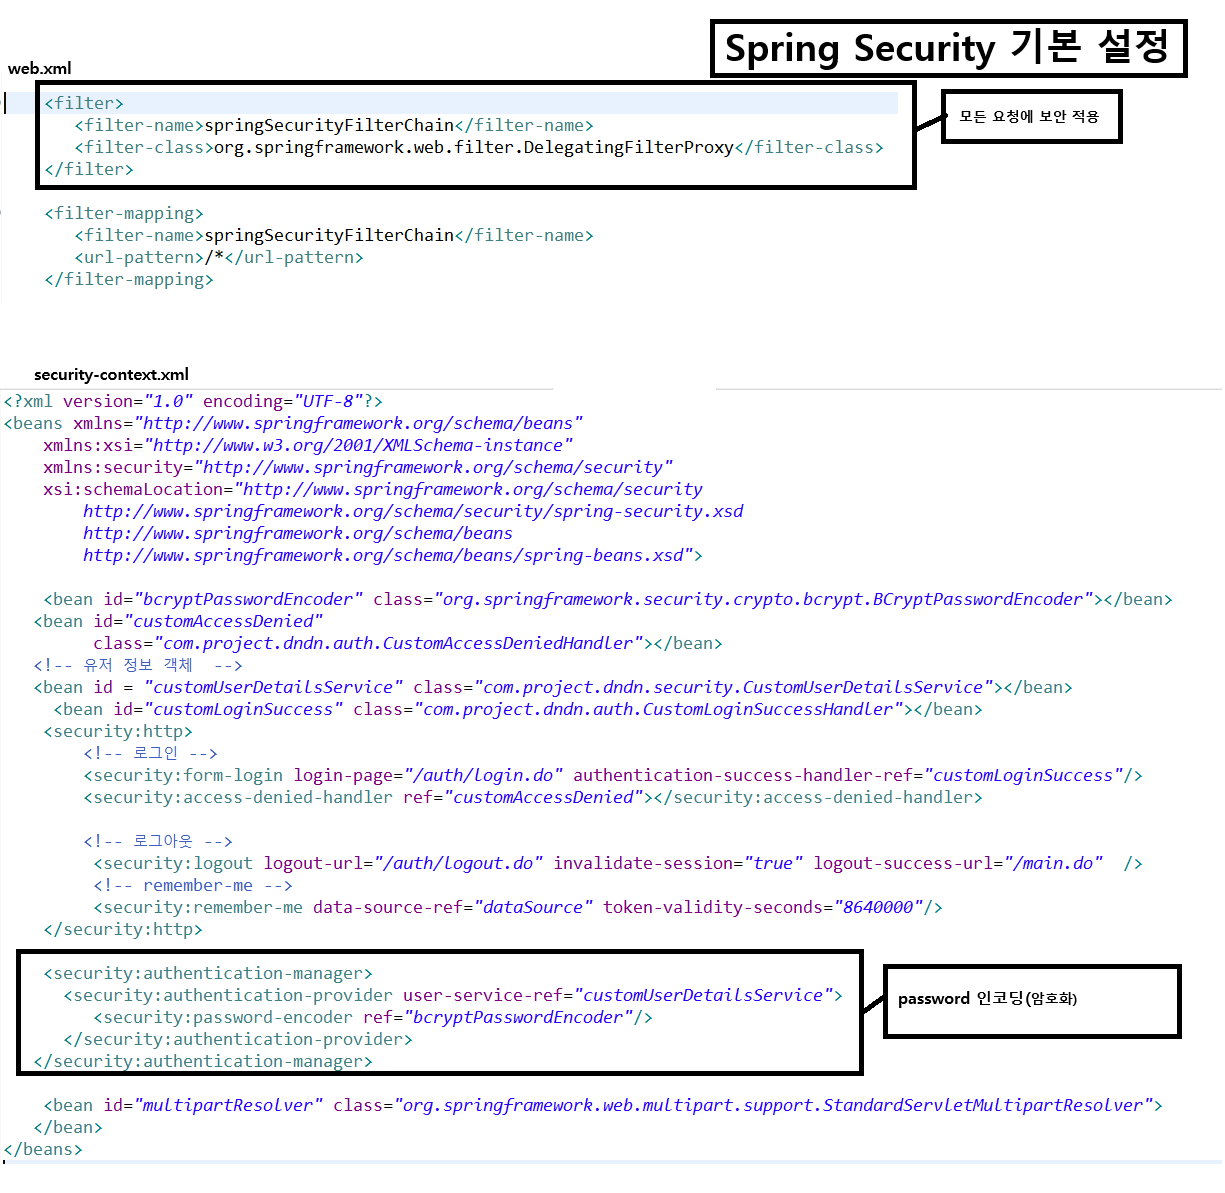 Spring Security 기본 설정
web.xml
<filter>
<filter-name>springSecurityFilterChain</filter-name>
<filter-class>org.springframework.web.filter.DelegatingFilterProxy</filter-class>
</filter>
모든 요청에 보안 적용
<filter-mapping>
<filter-name>springSecurityFilterChain</filter-name>
<url-pattern>/*</url-pattern>
</filter-mapping>
security-context.xml
<?xml version="1.0" encoding="UTF-8"?>
<beans xmlns="http://www.springframework.org/schema/beans"
xmlns:xsi="http://www.w3.org/2001/XMLSchema-instance"
xmlns:security="http://www.springframework.org/schema/security"
xsi:schemaLocation="http://www.springframework.org/schema/security
http://www.springframework.org/schema/security/spring-security.xsd
http://www.springframework.org/schema/beans
http://www.springframework.org/schema/beans/spring-beans.xsd">
<bean id="bcryptPasswordEncoder" class="org.springframework.security.crypto.bcrypt.BCryptPasswordEncoder"></bean>
<bean id="customAccessDenied"
class="com.project.dndn.auth.CustomAccessDeniedHandler"></bean>
<!-- 유저 정보 객체  -->
<bean id = "customUserDetailsService" class="com.project.dndn.security.CustomUserDetailsService"></bean>
<bean id="customLoginSuccess" class="com.project.dndn.auth.CustomLoginSuccessHandler"></bean>
<security:http>
<!-- 로그인 -->
<security:form-login login-page="/auth/login.do" authentication-success-handler-ref="customLoginSuccess"/>
<security:access-denied-handler ref="customAccessDenied"></security:access-denied-handler>
<!-- 로그아웃 -->
<security:logout logout-url="/auth/logout.do" invalidate-session="true" logout-success-url="/main.do"  />
<!-- remember-me -->
<security:remember-me data-source-ref="dataSource" token-validity-seconds="8640000"/>
</security:http>
<security:authentication-manager>
<security:authentication-provider user-service-ref="customUserDetailsService">
<security:password-encoder ref="bcryptPasswordEncoder"/>
</security:authentication-provider>
</security:authentication-manager>
password 인코딩(암호화)
<bean id="multipartResolver" class="org.springframework.web.multipart.support.StandardServletMultipartResolver">
</bean>
</beans>